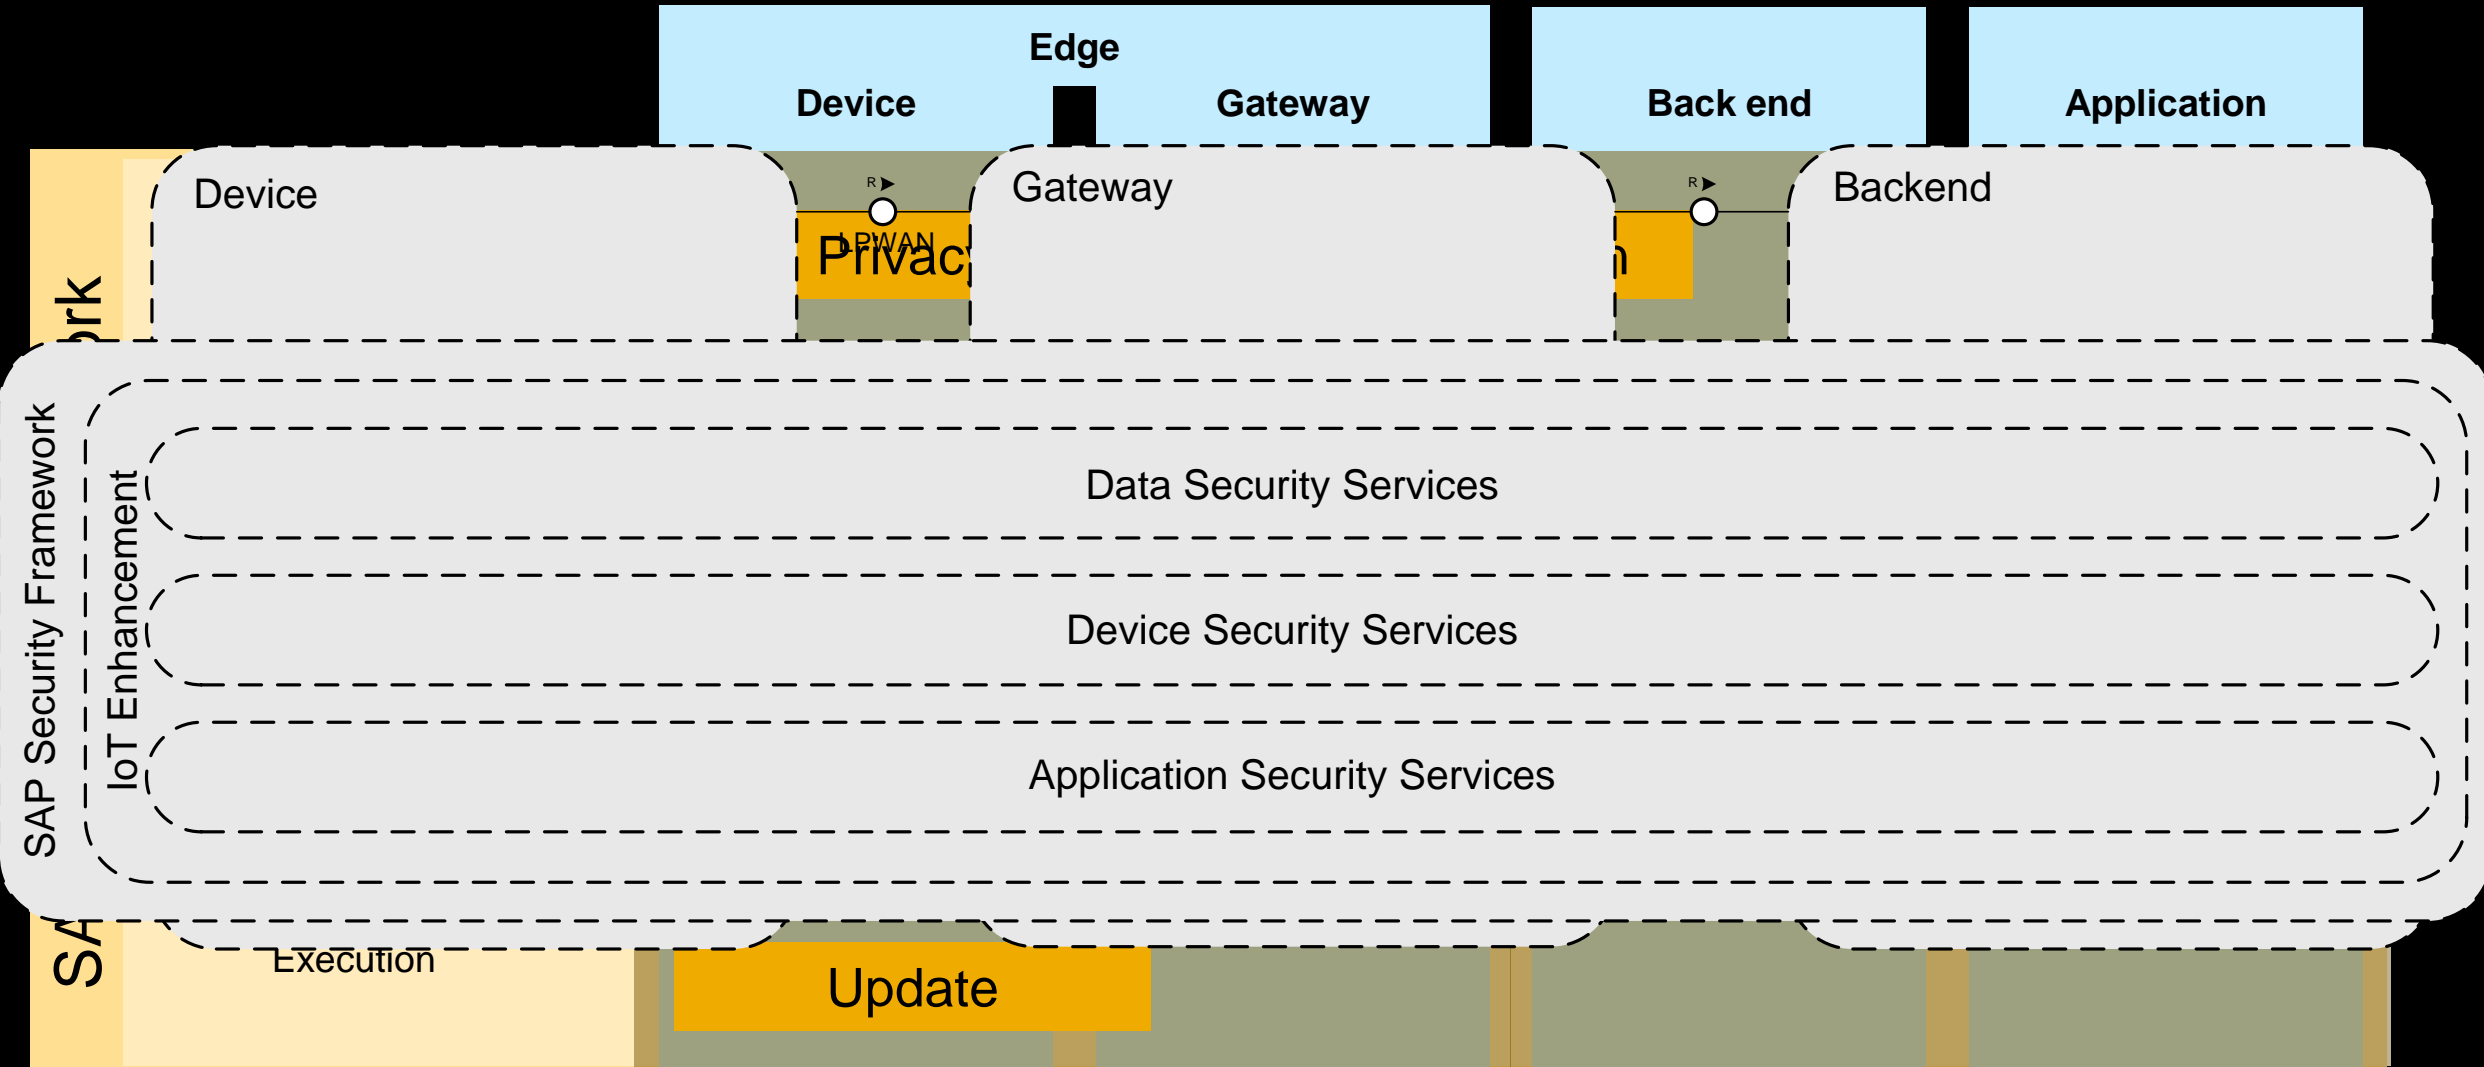 Edge
Device
Gateway
Back end
Application
Device
R
Gateway
R
Backend
LPWAN
SAP Security Framework
IoT Enhancement
Data Security Services
Device Security Services
Application Security Services
Execution
Update